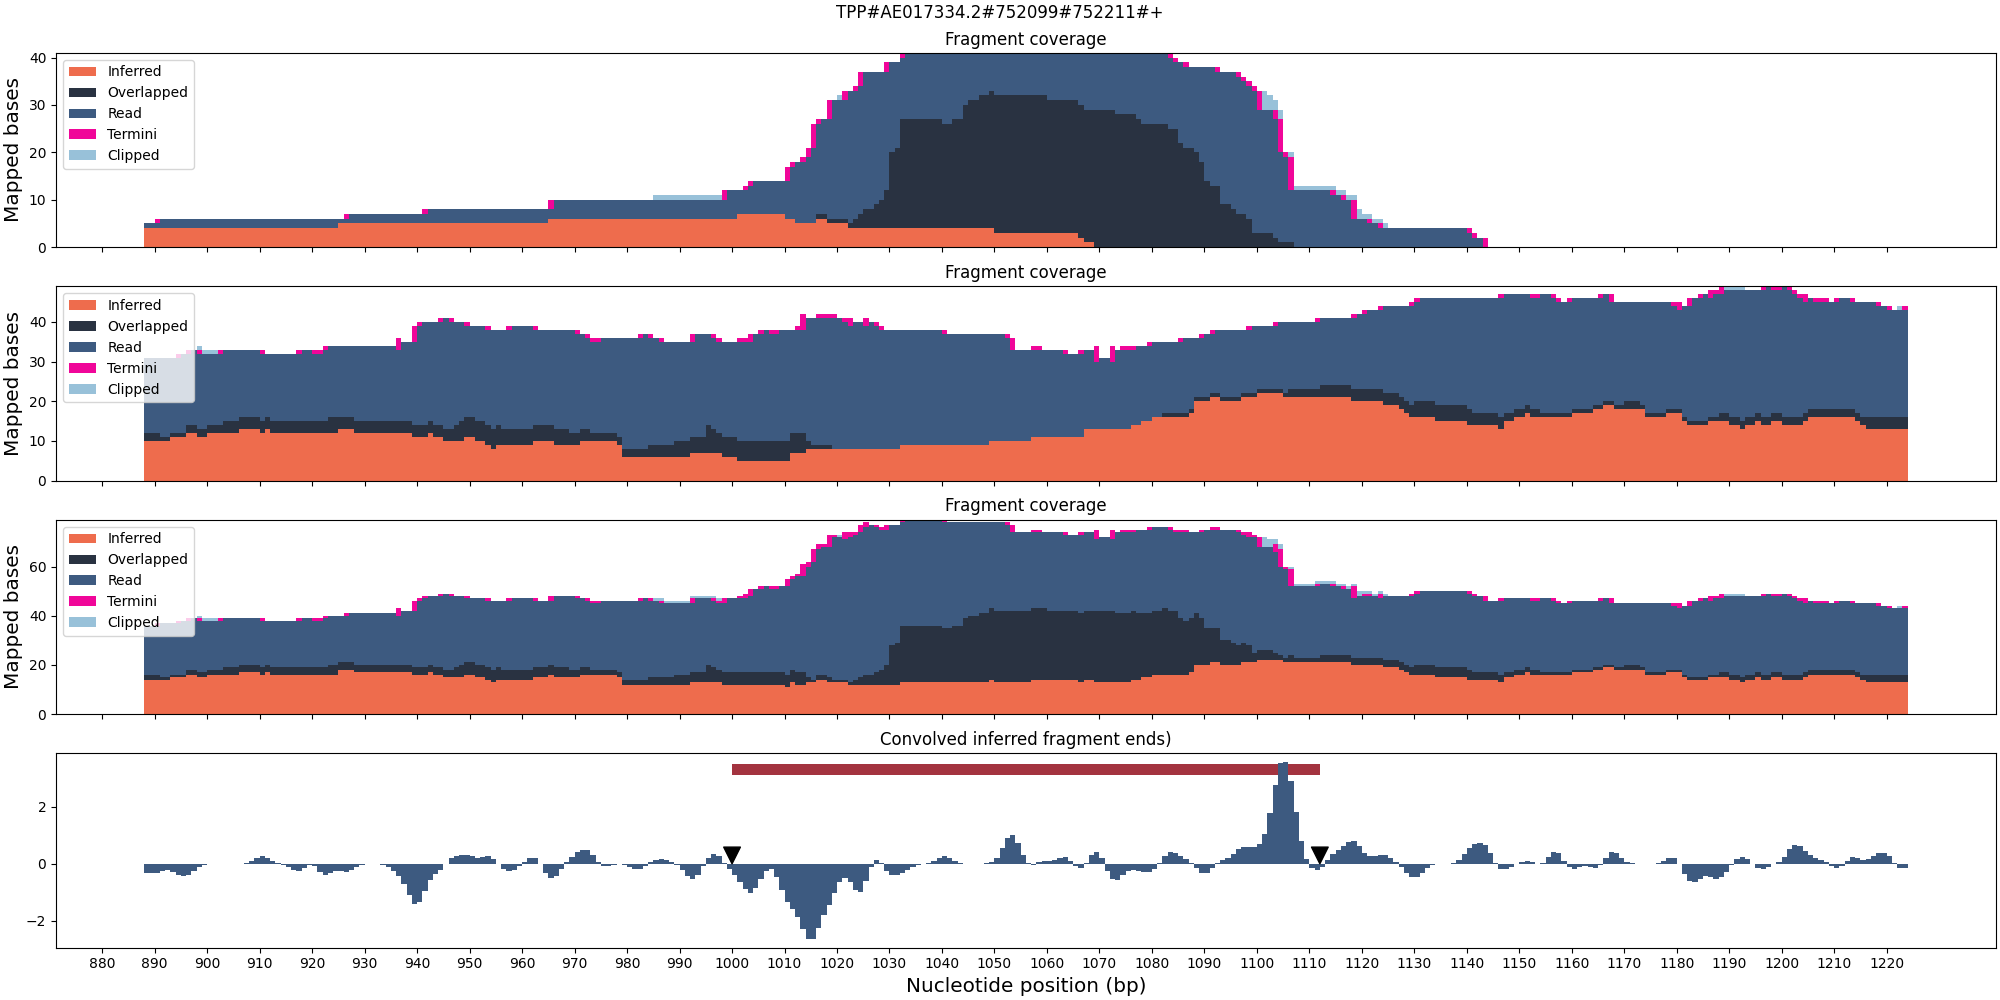 TPP#AE017334.2#752099#752211#+
Fragment coverage
Mapped bases
40
30
20
10
0
Inferred
Overlapped
Read
Termini
Clipped
Fragment coverage
Mapped bases
40
30
20
10
0
Inferred
Overlapped
Read
Termini
Clipped
Fragment coverage
Mapped bases
60
40
20
0
Inferred
Overlapped
Read
Termini
Clipped
Convolved inferred fragment ends)
2
0
−2
880 890 900 910 920 930 940 950 960 970 980 990 1000 1010 1020 1030 1040 1050 1060 1070 1080 1090 1100 1110 1120 1130 1140 1150 1160 1170 1180 1190 1200 1210 1220
Nucleotide position (bp)